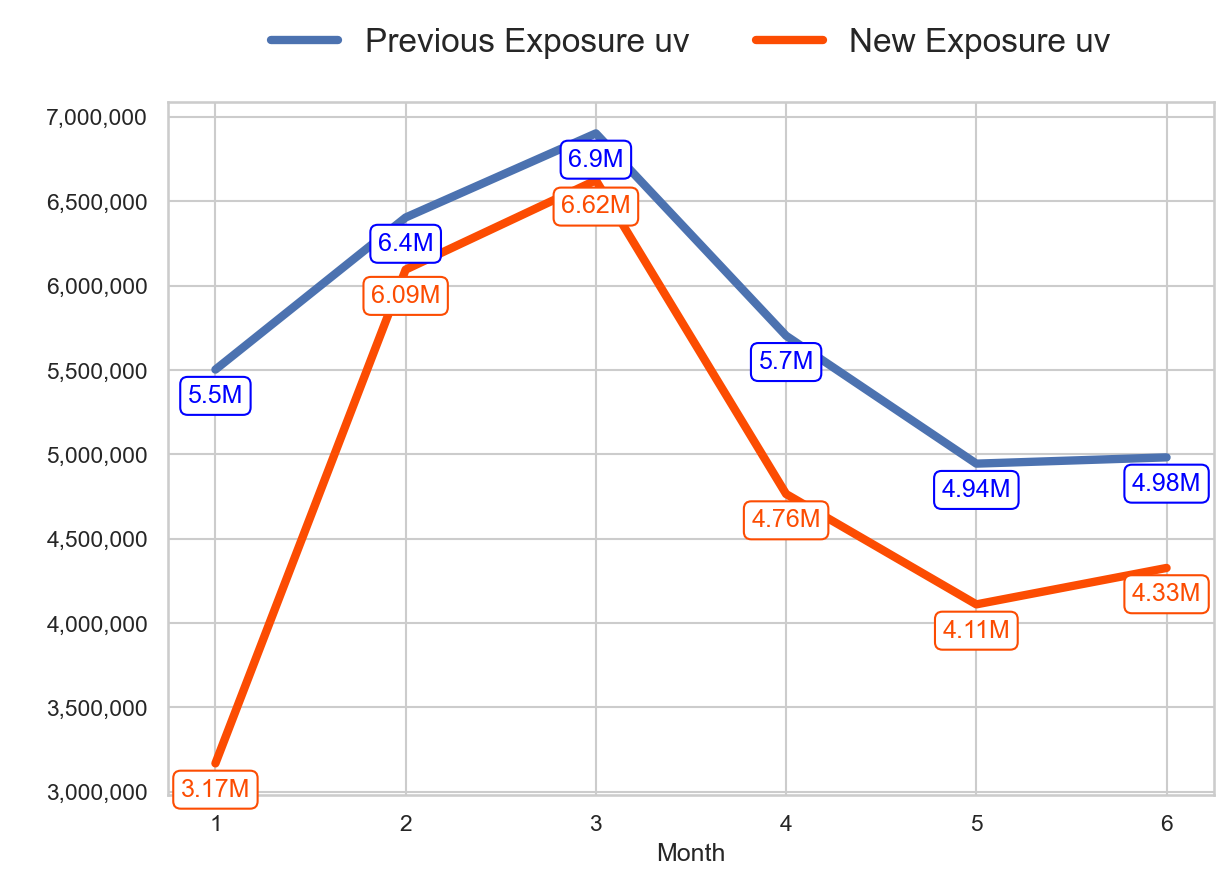 Previous Exposure uv New Exposure uv
7,000,000
6.9M
6,500,000
6.62M
6.4M
6,000,000
6.09M
5.7M
5,500,000
5.5M
5,000,000
4.94M
4.98M
4.76M
4,500,000
4.33M
4,000,000
4.11M
3,500,000
3,000,000
3.17M
1 2 3 4 5 6
Month